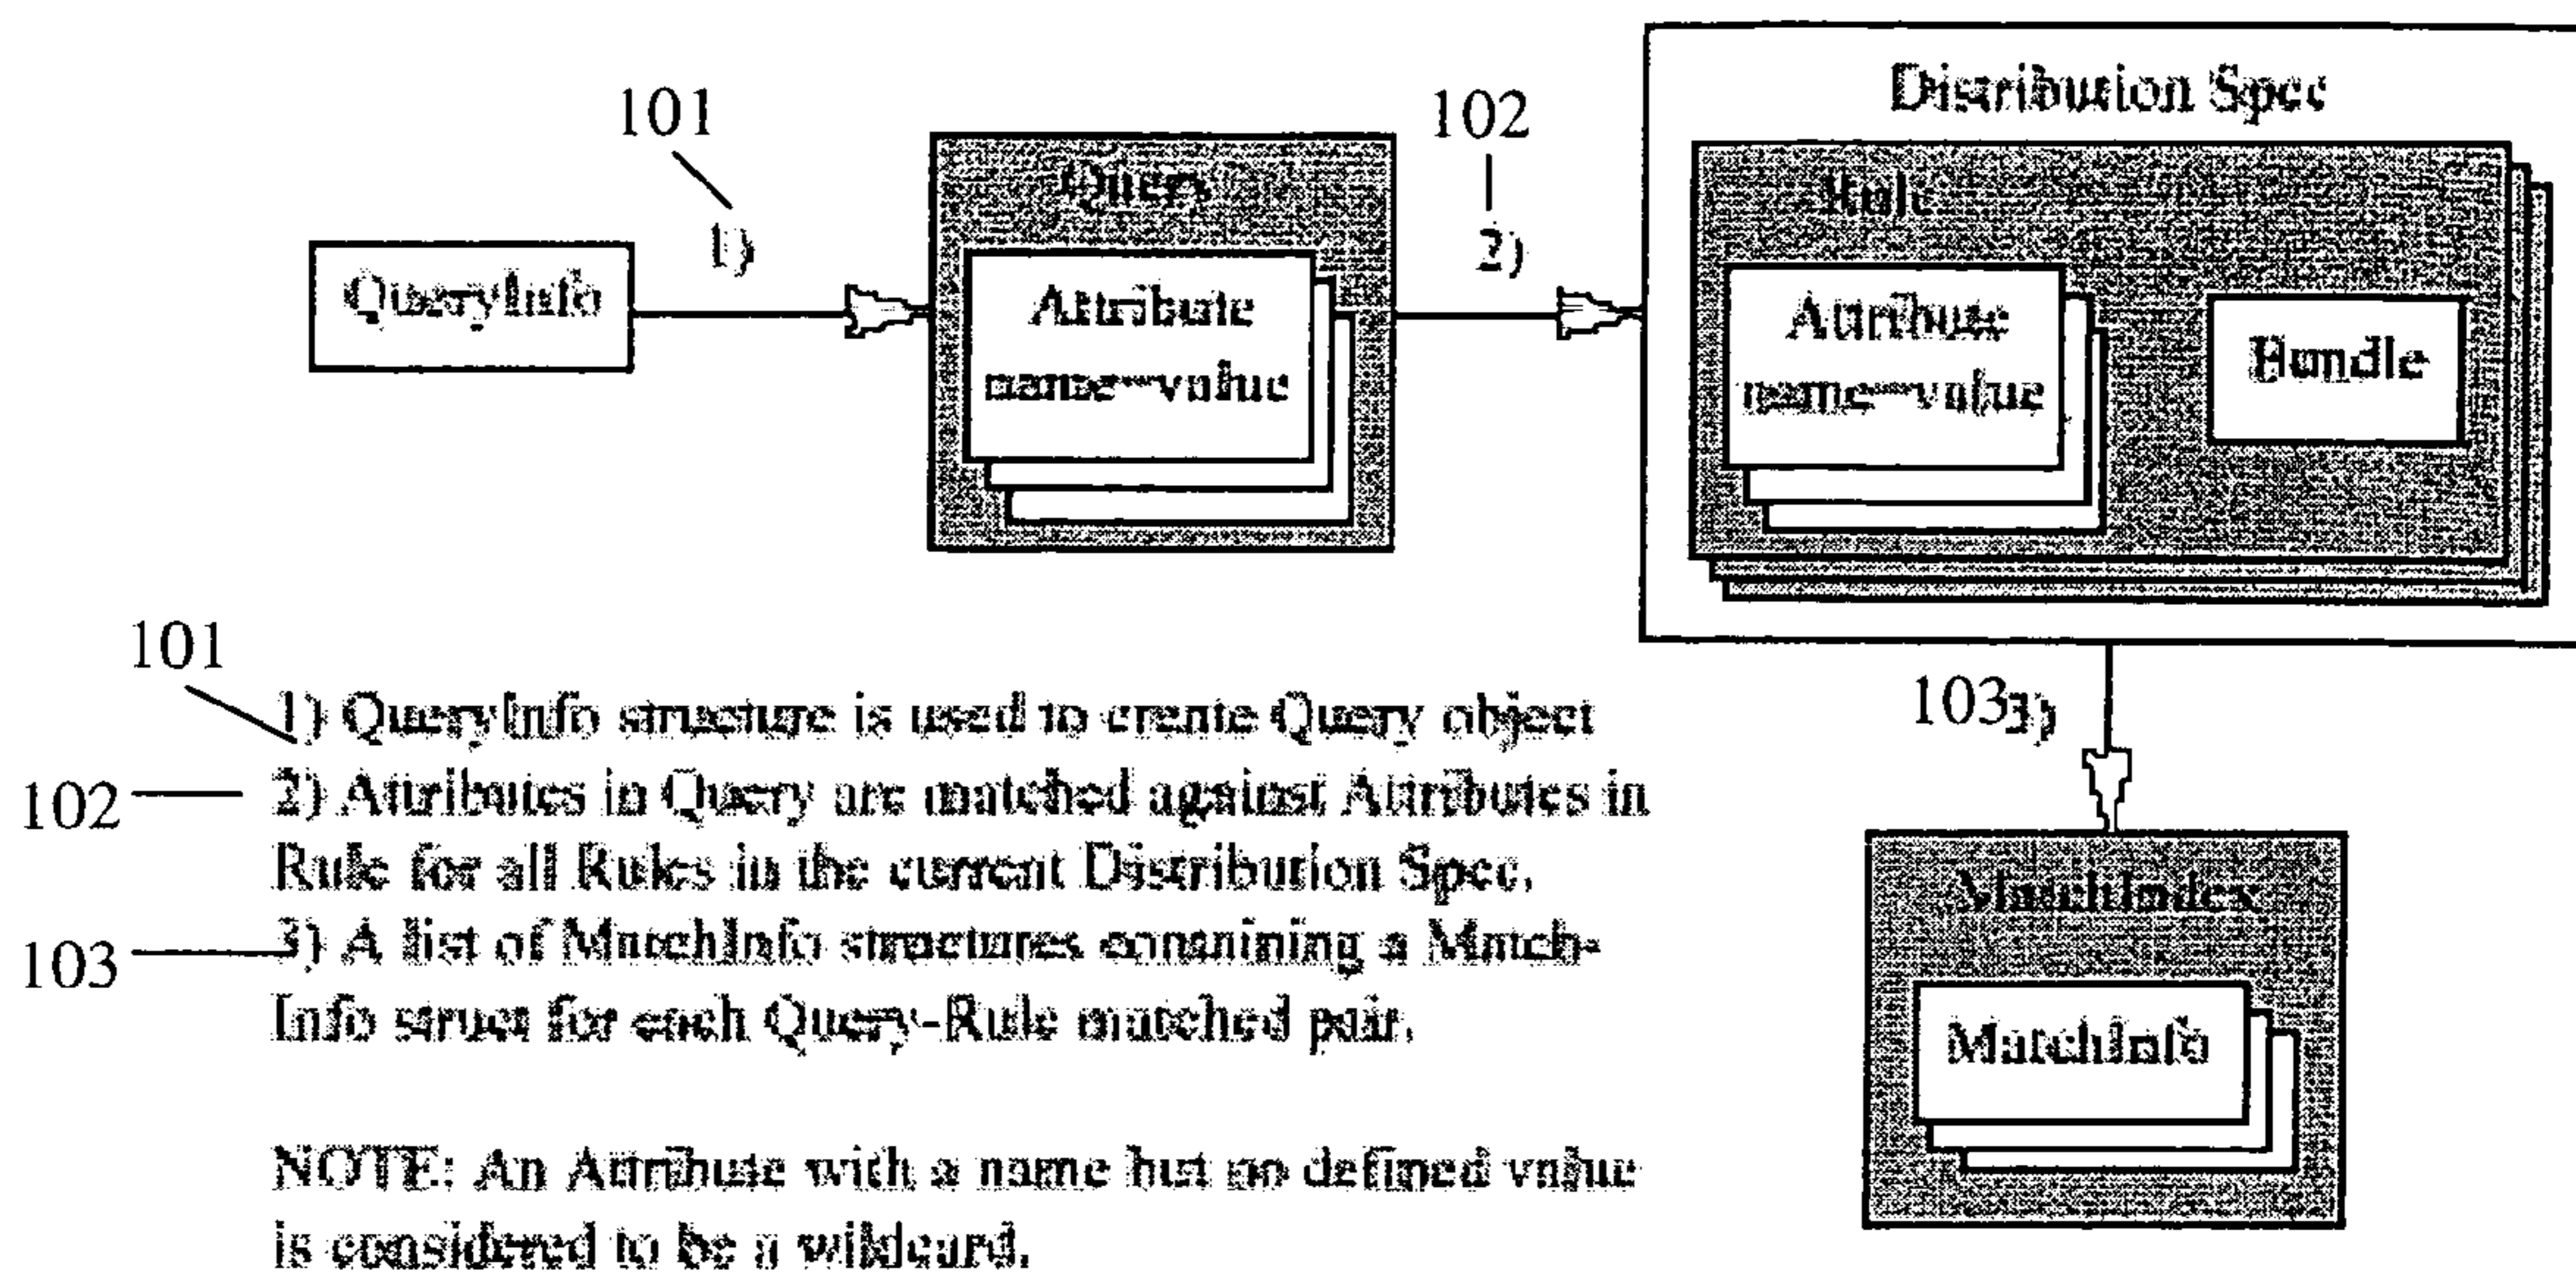 Distribution Spec
101
102
Query
Rule
1)
2)
QueryInfo
Attribute
name=value
Attribute
name=value
Bundle
101
1) QueryInfo structure is used to create Query object
102
2) Attributes in Query are matched against Attributes in
Rule for all Rules in the current Distribution Spec.
103
3) A list of MatchInfo structures containing a Match-
Info struct for each Query-Rule matched pair.
NOTE: An Attribute with a name but no defined value
is considered to be a wildcard.
103
3)
MatchIndex
MatchInfo